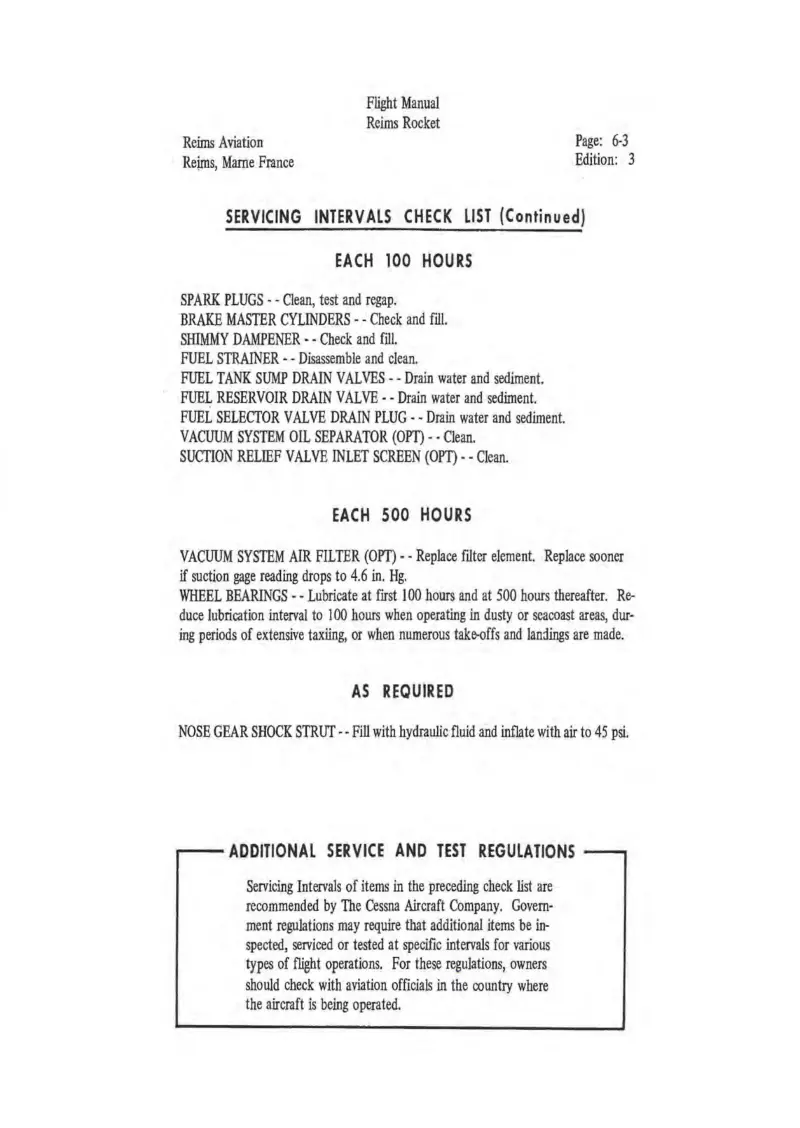 Flight Manual
Reims Rocket
Reims Aviation
Page: 6-3
Reims, Marne France
Edition: 3
SERVICING INTERVALS CHECK LIST (Continued)
EACH 100 HOURS
SPARK PLUGS - - Clean, test and regap.
BRAKE MASTER CYLINDERS - - Check and fill.
SHIMMY DAMPENER - - Check and fill.
FUEL STRAINER - - Disassemble and clean.
FUEL TANK SUMP DRAIN VALVES - - Drain water and sediment.
FUEL RESERVOIR DRAIN VALVE - - Drain water and sediment.
FUEL SELECTOR VALVE DRAIN PLUG - - Drain water and sediment.
VACUUM SYSTEM OIL SEPARATOR (OPT) - - Clean.
SUCTION RELIEF VALVE INLET SCREEN (OPT) - - Clean.
EACH 500 HOURS
VACUUM SYSTEM AIR FILTER (OPT) - - Replace filter element. Replace sooner
if suction gage reading drops to 4.6 in. Hg.
WHEEL BEARINGS - - Lubricate at first 100 hours and at 500 hours thereafter. Re-
duce lubrication interval to 100 hours when operating in dusty or seacoast areas, dur-
ing periods of extensive taxiing, or when numerous take-offs and landings are made.
AS REQUIRED
NOSE GEAR SHOCK STRUT - - Fill with hydraulic fluid and inflate with air to 45 psi.
ADDITIONAL SERVICE AND TEST REGULATIONS
Servicing Intervals of items in the preceding check list are
recommended by The Cessna Aircraft Company. Govern-
ment regulations may require that additional items be in-
spected, serviced or tested at specific intervals for various
types of flight operations. For these regulations, owners
should check with aviation officials in the country where
the aircraft is being operated.